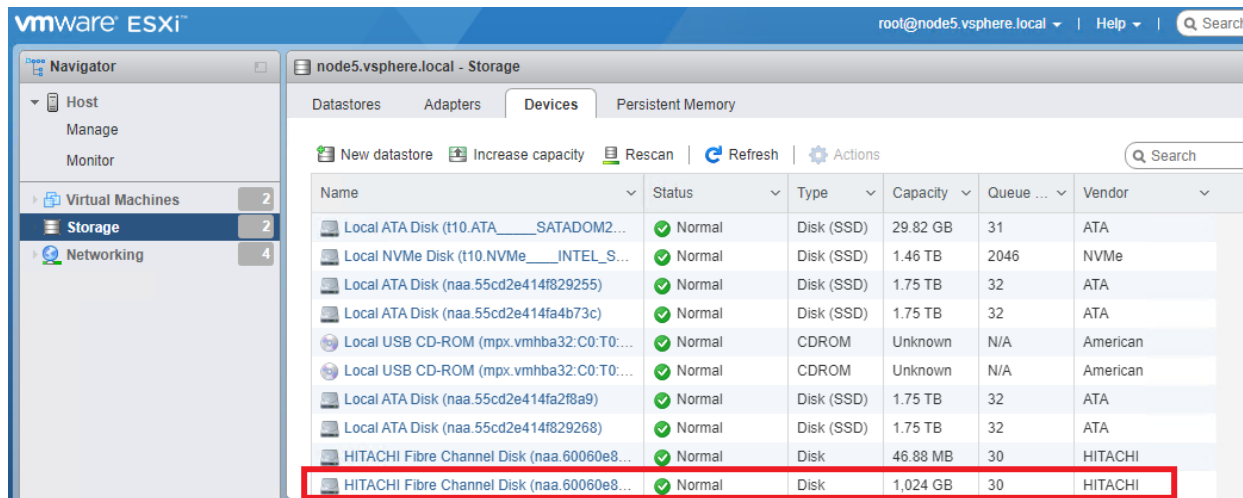 vmware ESXi™
root@node5.vsphere.local | Help | Search
Navigator
Host
Manage
Monitor
Virtual Machines 2
Storage 2
Networking 4
node5.vsphere.local - Storage
Datastores Adapters Devices Persistent Memory
New datastore Increase capacity Rescan | Refresh | Actions Search
Name Status Type Capacity Queue ... Vendor
Local ATA Disk (t10.ATA_____SATADOM2... Normal Disk (SSD) 29.82 GB 31 ATA
Local NVMe Disk (t10.NVMe____INTEL_S... Normal Disk (SSD) 1.46 TB 2046 NVMe
Local ATA Disk (naa.55cd2e414f829255) Normal Disk (SSD) 1.75 TB 32 ATA
Local ATA Disk (naa.55cd2e414fa4b73c) Normal Disk (SSD) 1.75 TB 32 ATA
Local USB CD-ROM (mpx.vmhba32:C0:T0:... Normal CDROM Unknown N/A American
Local USB CD-ROM (mpx.vmhba32:C0:T0:... Normal CDROM Unknown N/A American
Local ATA Disk (naa.55cd2e414fa2f8a9) Normal Disk (SSD) 1.75 TB 32 ATA
Local ATA Disk (naa.55cd2e414f829268) Normal Disk (SSD) 1.75 TB 32 ATA
HITACHI Fibre Channel Disk (naa.60060e8... Normal Disk 46.88 MB 30 HITACHI
HITACHI Fibre Channel Disk (naa.60060e8... Normal Disk 1,024 GB 30 HITACHI